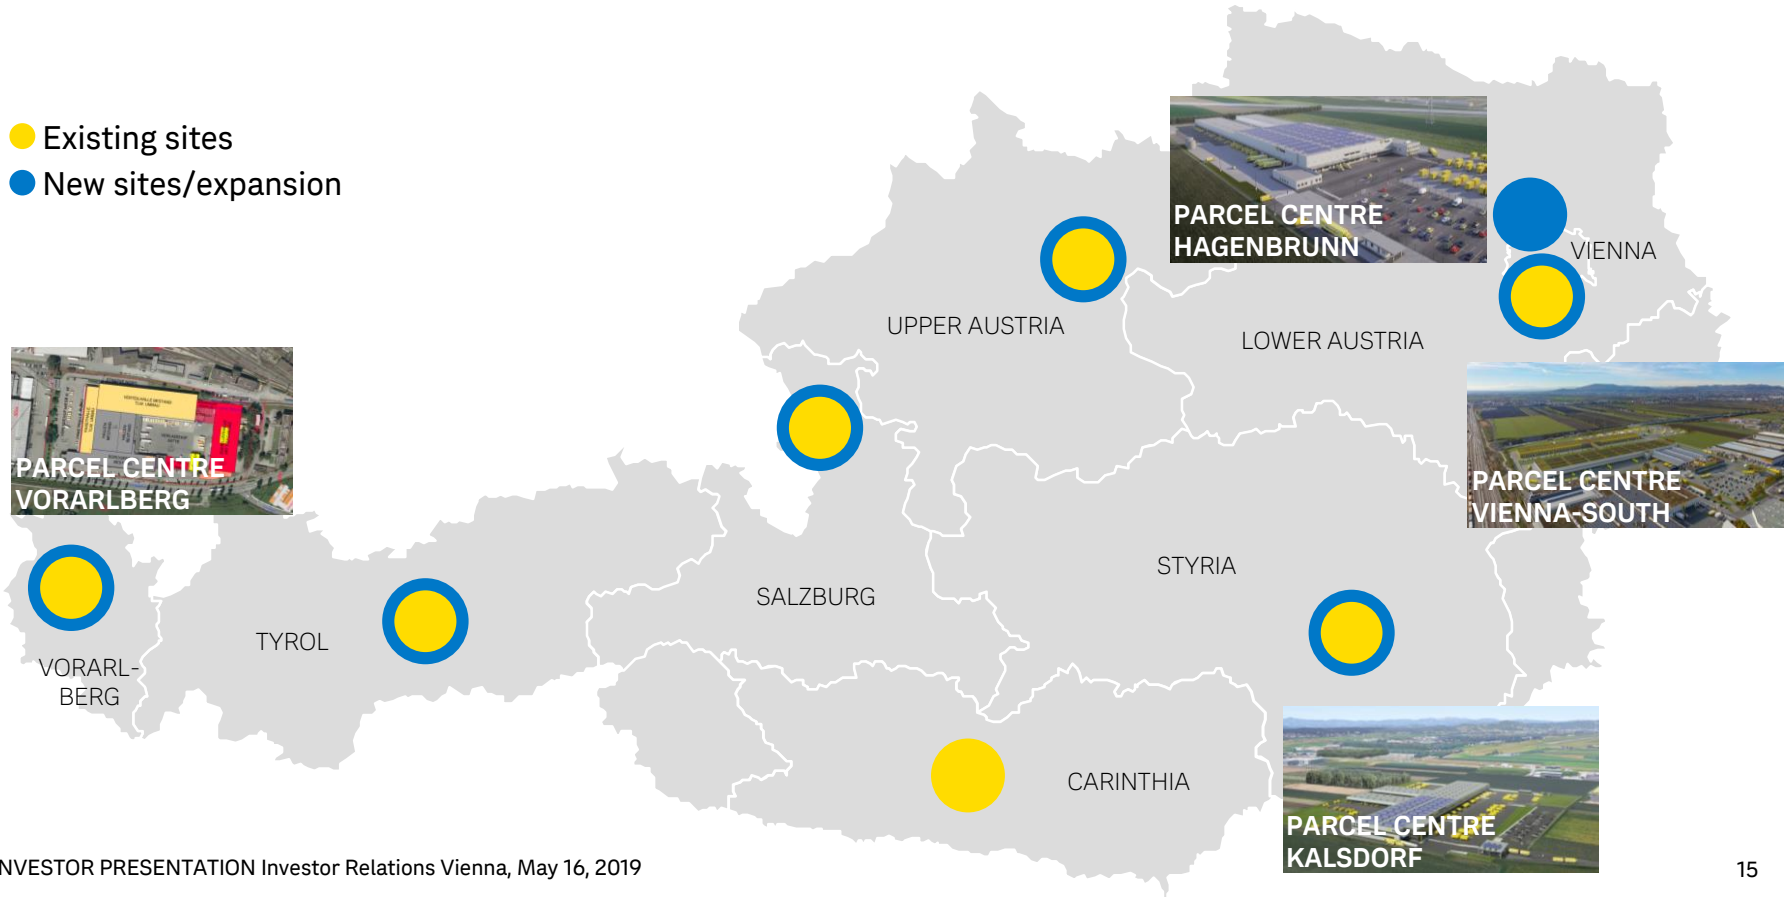 Existing sites
New sites/expansion
PARCEL CENTRE
HAGENBRUNN
VIENNA
UPPER AUSTRIA
LOWER AUSTRIA
PARCEL CENTRE
VORARLBERG
PARCEL CENTRE
VIENNA-SOUTH
STYRIA
SALZBURG
TYROL
VORARL-
BERG
CARINTHIA
PARCEL CENTRE
KALSDORF
NVESTOR PRESENTATION Investor Relations Vienna, May 16, 2019
15